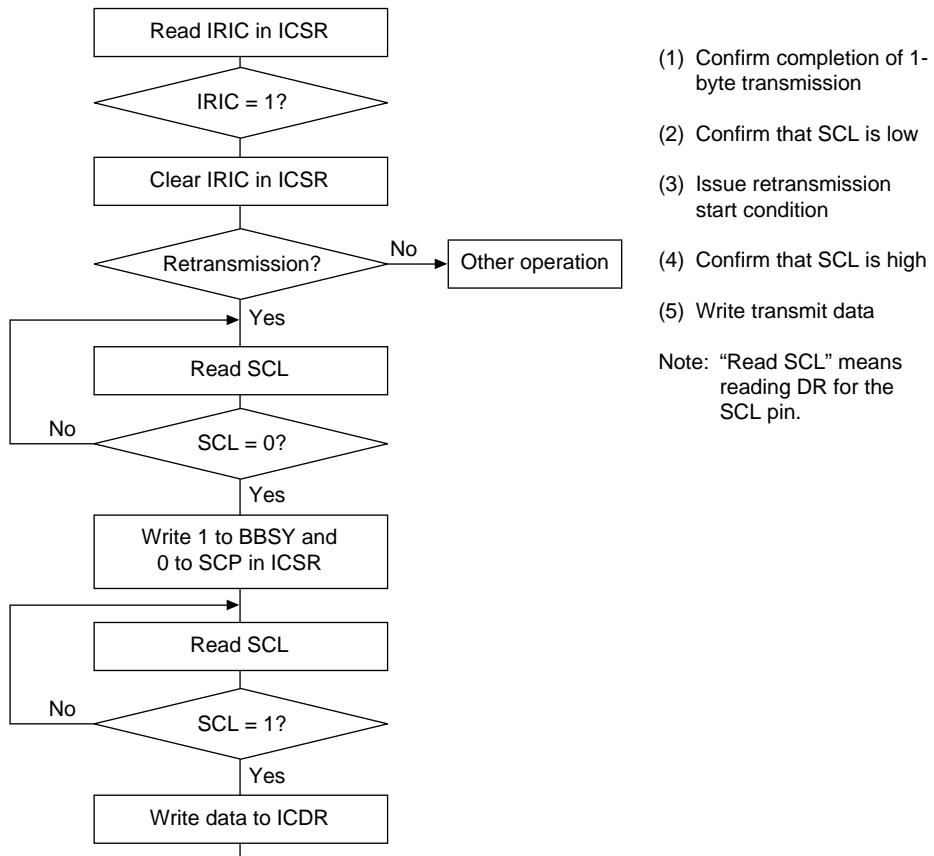 Read IRIC in ICSR
IRIC = 1?
Clear IRIC in ICSR
Retransmission?
No
Other operation
Yes
Read SCL
No
SCL = 0?
Yes
Write 1 to BBSY and
0 to SCP in ICSR
Read SCL
No
SCL = 1?
Yes
Write data to ICDR
(1) Confirm completion of 1-
byte transmission
(2) Confirm that SCL is low
(3) Issue retransmission
start condition
(4) Confirm that SCL is high
(5) Write transmit data
Note: “Read SCL” means
reading DR for the
SCL pin.